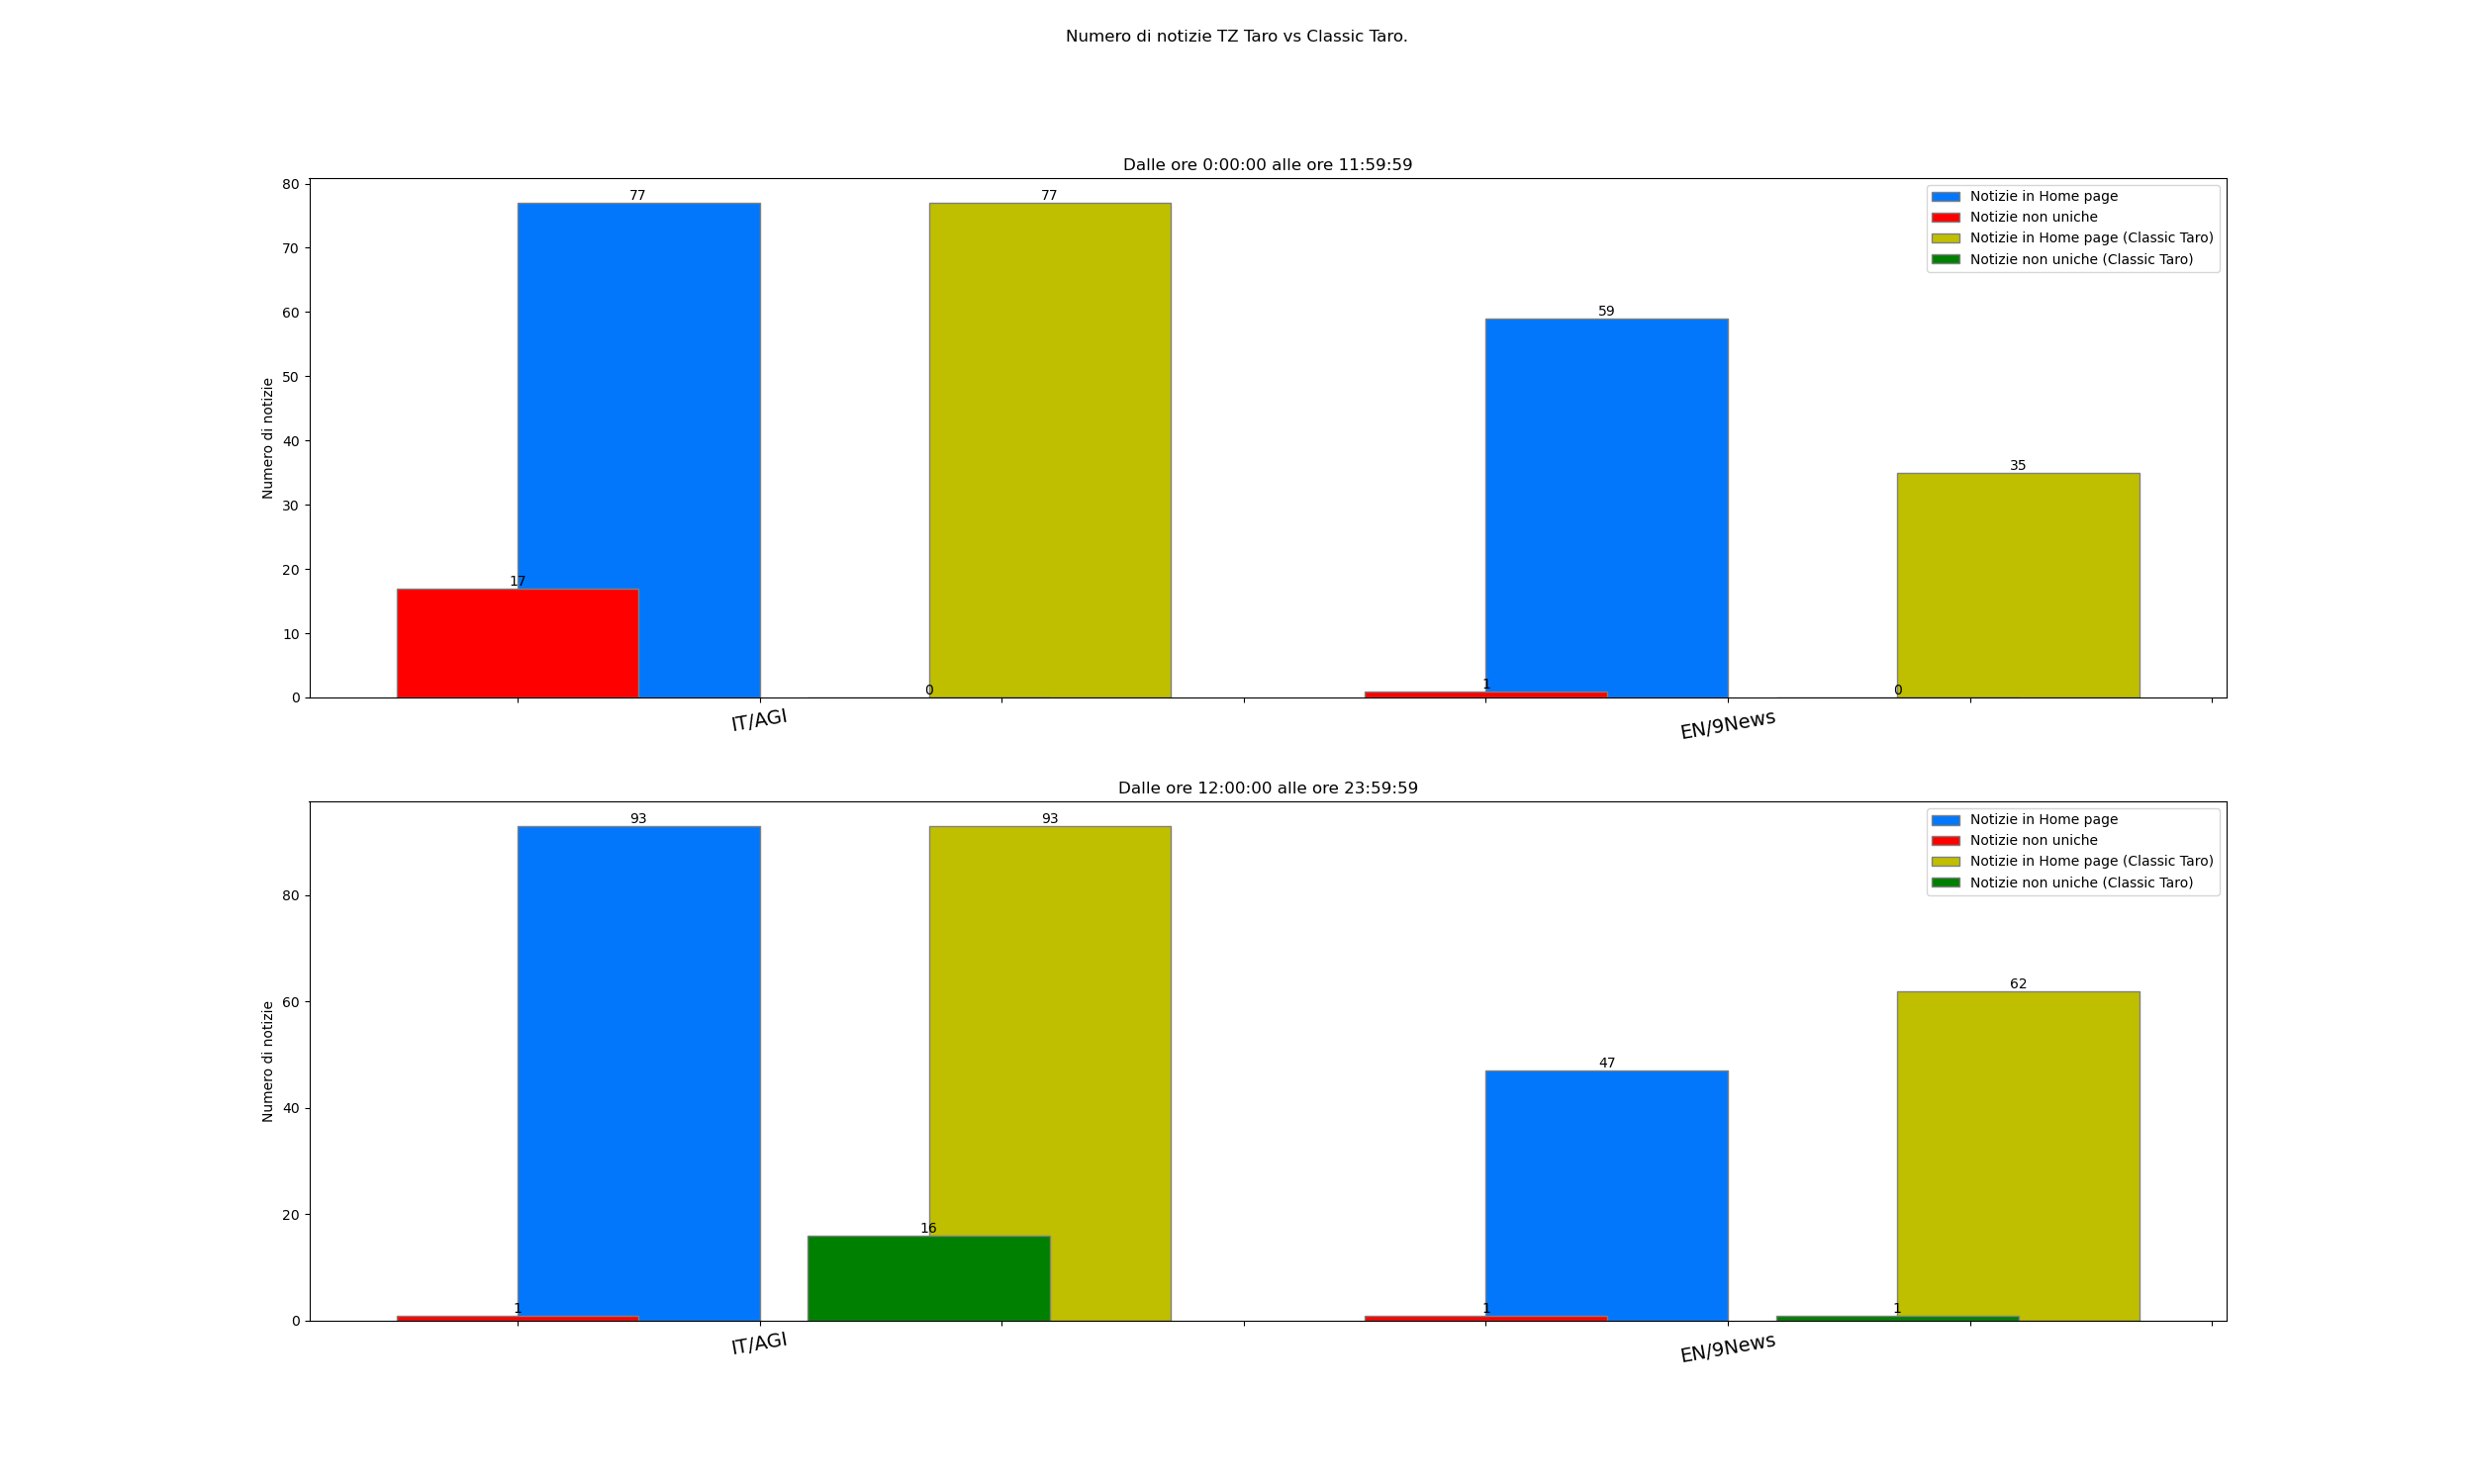 Numero di notizie TZ Taro vs Classic Taro.
Dalle ore 0:00:00 alle ore 11:59:59
Numero di notizie
80
70
60
50
40
30
20
10
0
77
17
77
0
59
1
35
0
Notizie in Home page
Notizie non uniche
Notizie in Home page (Classic Taro)
Notizie non uniche (Classic Taro)
IT/AGI
EN/9News
Dalle ore 12:00:00 alle ore 23:59:59
Numero di notizie
80
60
40
20
0
93
1
93
16
47
1
62
1
Notizie in Home page
Notizie non uniche
Notizie in Home page (Classic Taro)
Notizie non uniche (Classic Taro)
IT/AGI
EN/9News